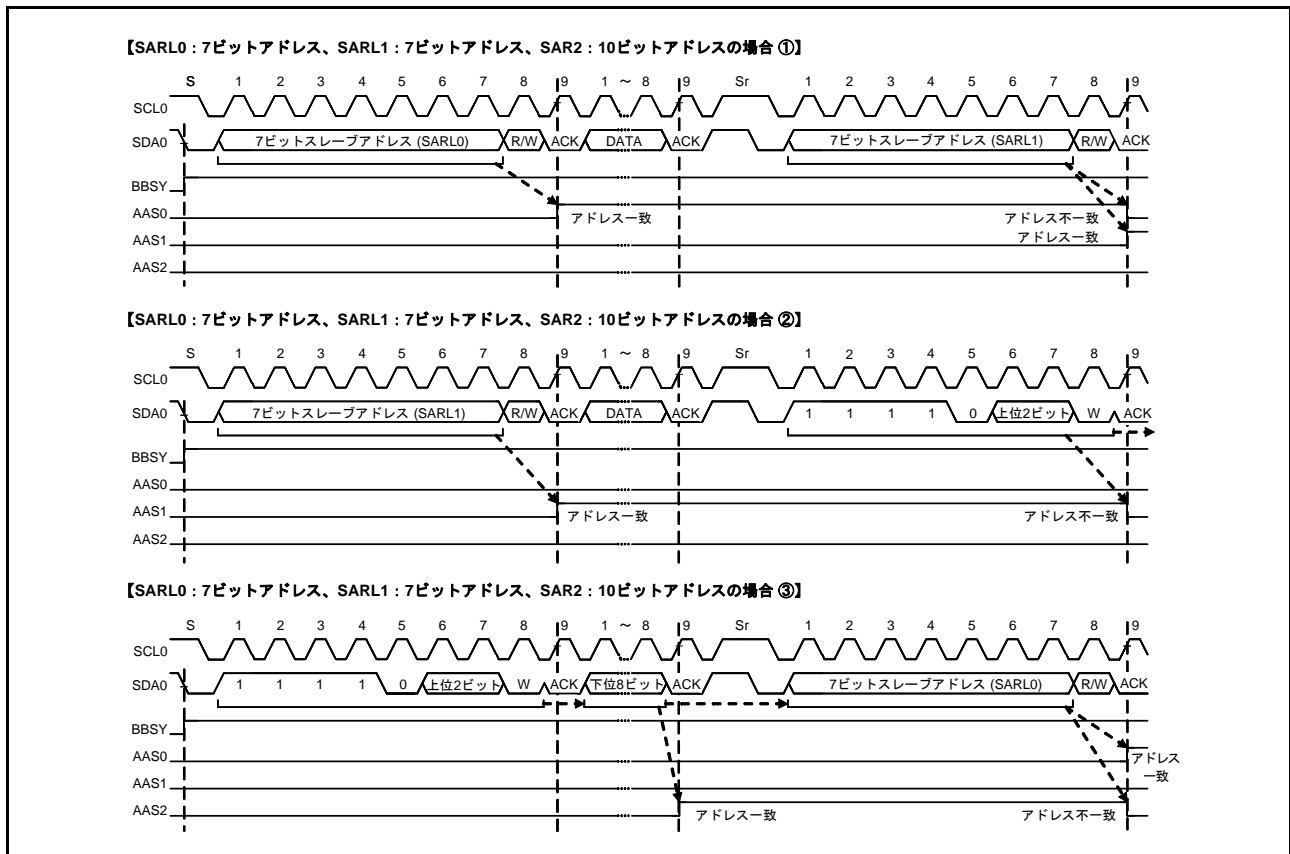 【SARL0：7ビットアドレス、SARL1：7ビットアドレス、SAR2：10ビットアドレスの場合 ①】
S 1 2 3 4 5 6 7 8 9 1 ～ 8 9 Sr 1 2 3 4 5 6 7 8 9
SCL0
SDA0 7ビットスレーブアドレス (SARL0) R/W ACK DATA ACK 7ビットスレーブアドレス (SARL1) R/W ACK
BBSY
AAS0 アドレス一致 アドレス不一致
アドレス一致
AAS1
AAS2
【SARL0：7ビットアドレス、SARL1：7ビットアドレス、SAR2：10ビットアドレスの場合 ②】
S 1 2 3 4 5 6 7 8 9 1 ～ 8 9 Sr 1 2 3 4 5 6 7 8 9
SCL0
SDA0 7ビットスレーブアドレス (SARL1) R/W ACK DATA ACK 1 1 1 1 0 上位2ビット W ACK
BBSY
AAS0
AAS1 アドレス一致 アドレス不一致
AAS2
【SARL0：7ビットアドレス、SARL1：7ビットアドレス、SAR2：10ビットアドレスの場合 ③】
S 1 2 3 4 5 6 7 8 9 1 ～ 8 9 Sr 1 2 3 4 5 6 7 8 9
SCL0
SDA0 1 1 1 1 0 上位2ビット W ACK 下位8ビット ACK 7ビットスレーブアドレス (SARL0) R/W ACK
BBSY
AAS0 アドレス
一致
AAS1
AAS2 アドレス一致 アドレス不一致